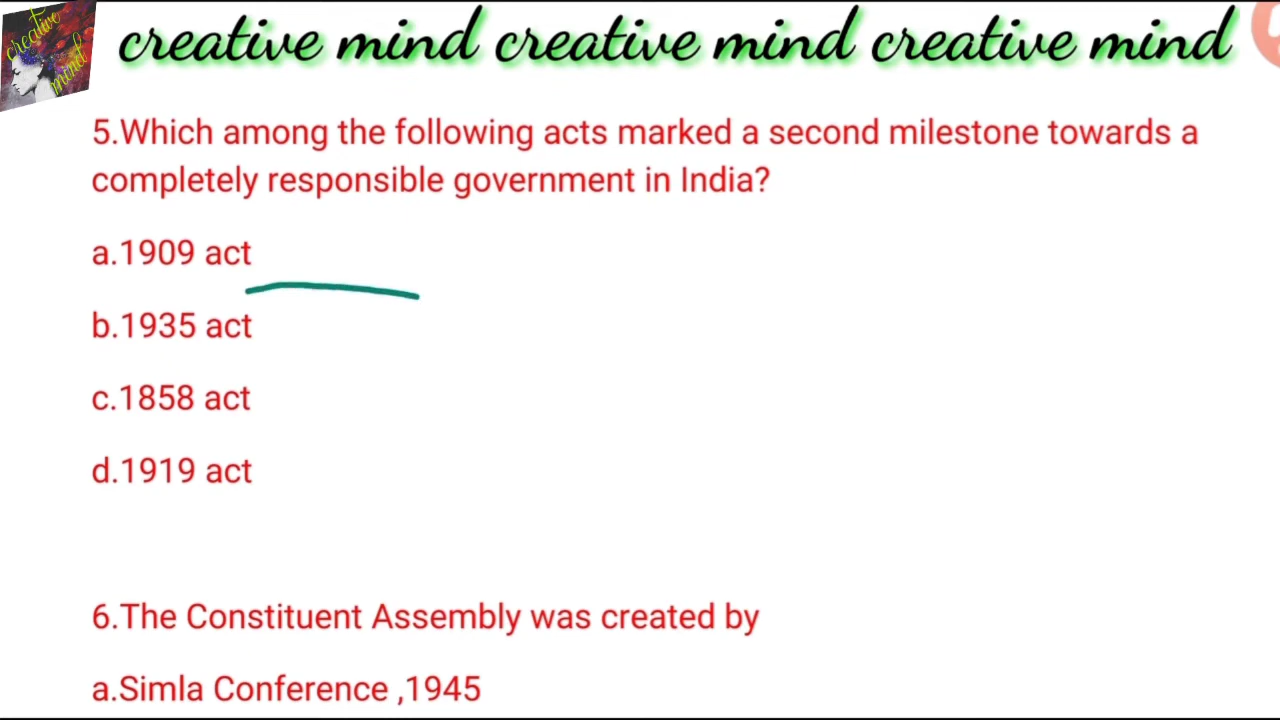 creative mind creative mind creative mind
creative
mind
5.Which among the following acts marked a second milestone towards a
completely responsible government in India?
a.1909 act
b.1935 act
c.1858 act
d.1919 act
6.The Constituent Assembly was created by
a.Simla Conference ,1945